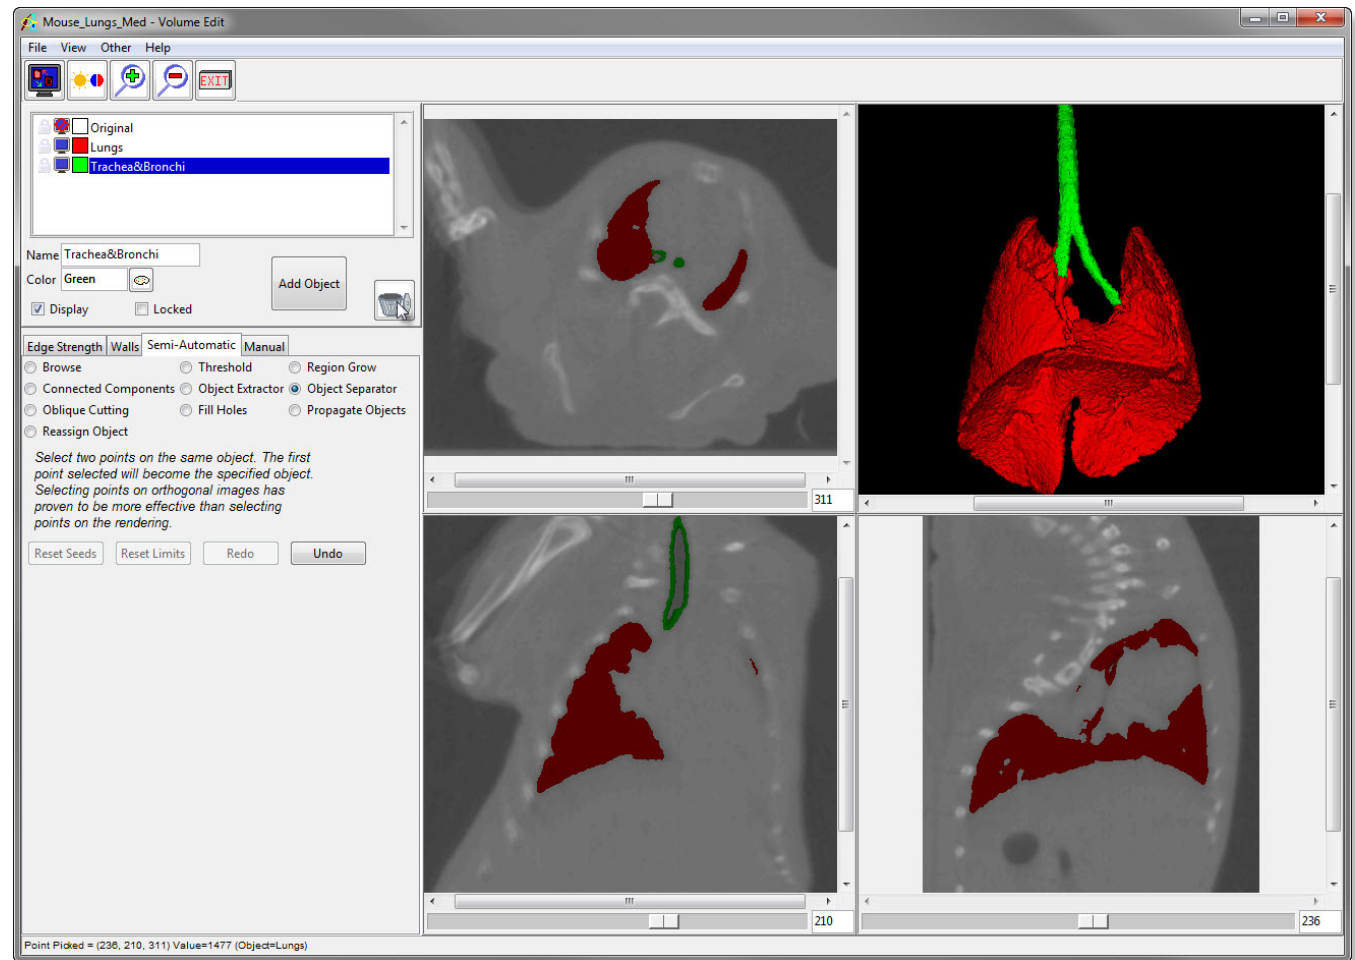 Mouse_Lungs_Med - Volume Edit
File View Other Help
EXIT
Original
Lungs
Trachea&Bronchi
Name Trachea&Bronchi
Color Green
Add Object
Display Locked
Edge Strength Walls Semi-Automatic Manual
Browse Threshold Region Grow
Connected Components Object Extractor Object Separator
Oblique Cutting Fill Holes Propagate Objects
Reassign Object
Select two points on the same object. The first
point selected will become the specified object.
Selecting points on orthogonal images has
proven to be more effective than selecting
points on the rendering.
Reset Seeds Reset Limits Redo Undo
311
210
236
Point Picked = (236, 210, 311) Value=1477 (Object=Lungs)